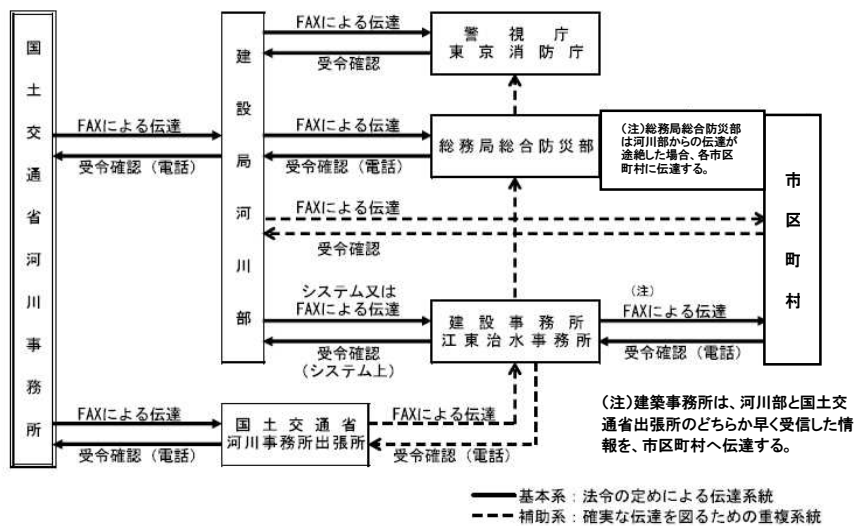 国土交通省河川事務所
建設局河川部
FAXによる伝達
受令確認
警視庁
東京消防庁
FAXによる伝達
受令確認（電話）
FAXによる伝達
受令確認（電話）
総務局総合防災部
（注）総務局総合防災部
は河川部からの伝達が
途絶した場合、各市区
町村に伝達する。
市区町村
FAXによる伝達
受令確認
システム又は
FAXによる伝達
受令確認
（システム上）
建設事務所
江東治水事務所
（注）
FAXによる伝達
受令確認（電話）
FAXによる伝達
受令確認（電話）
国土交通省
河川事務所出張所
FAXによる伝達
受令確認（電話）
（注）建築事務所は、河川部と国土交
通省出張所のどちらか早く受信した情
報を、市区町村へ伝達する。
基本系：法令の定めによる伝達系統
補助系：確実な伝達を図るための重複系統